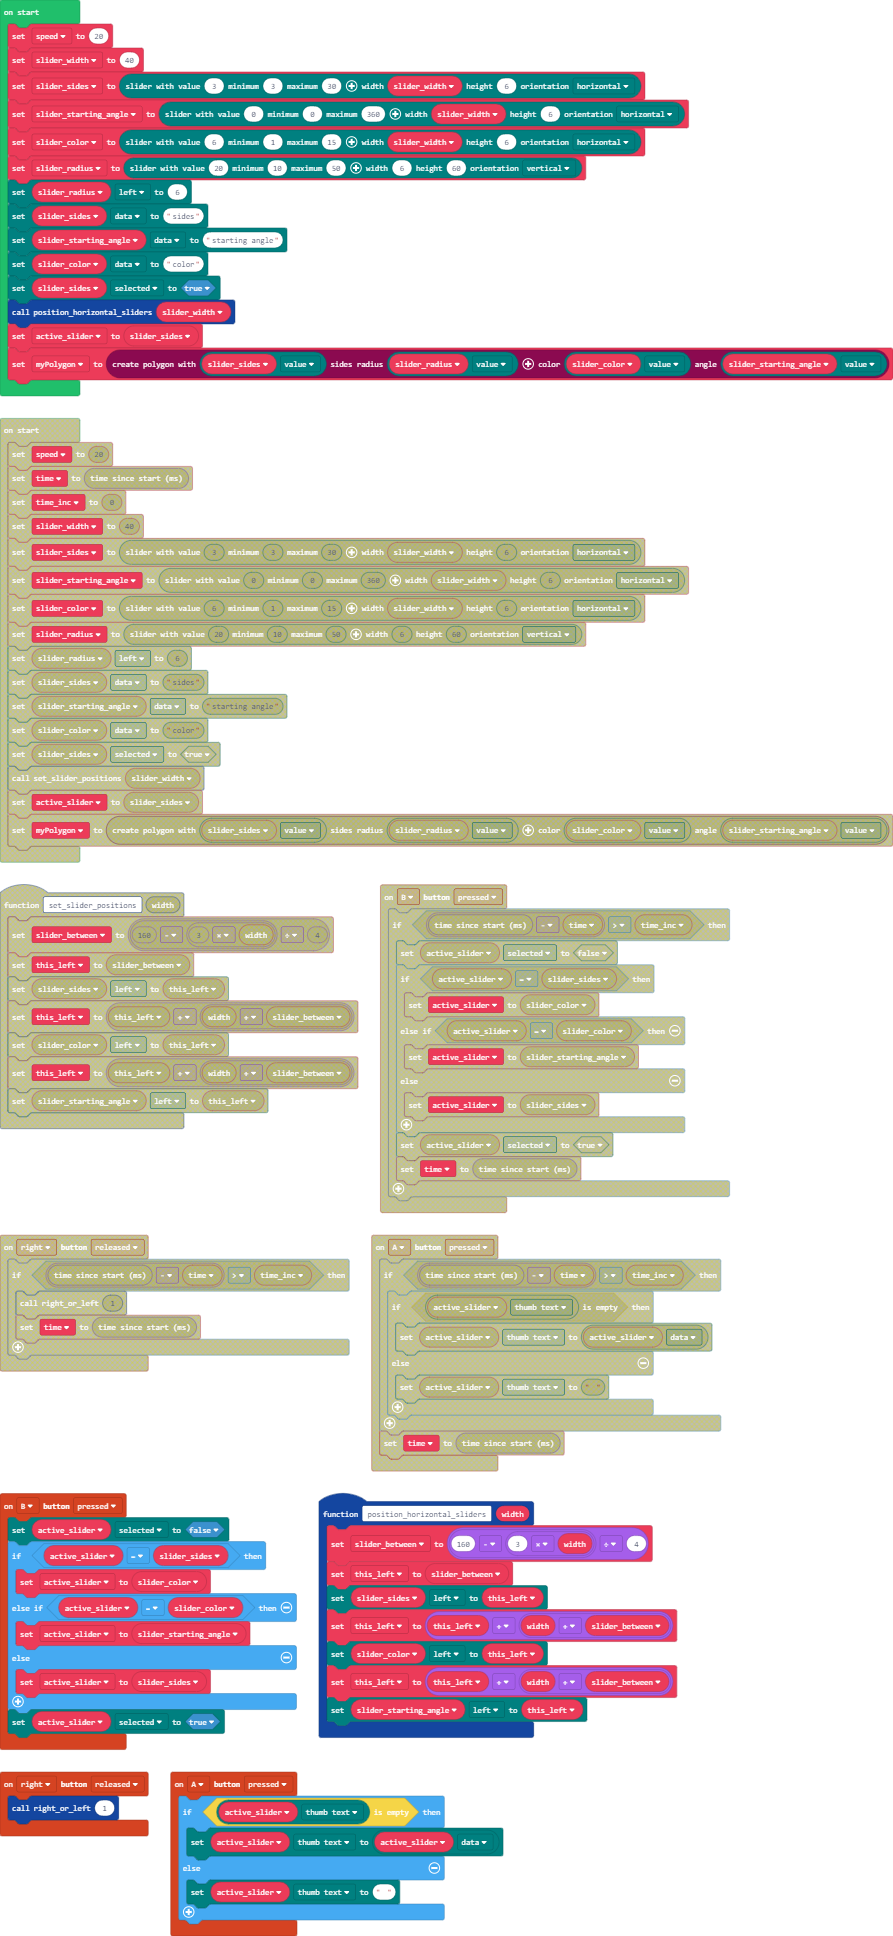 on start
set speed to 20
set slider_width to 40
set slider_sides to slider with value 3 minimum 3 maximum 30 width slider_width height 6 orientation horizontal
set slider_starting_angle to slider with value 0 minimum 0 maximum 360 width slider_width height 6 orientation horizontal
set slider_color to slider with value 6 minimum 1 maximum 15 width slider_width height 6 orientation horizontal
set slider_radius to slider with value 20 minimum 10 maximum 50 width 6 height 60 orientation vertical
set slider_radius left to 6
set slider_sides data to "sides"
set slider_starting_angle data to "starting angle"
set slider_color data to "color"
set slider_sides selected to true
call position_horizontal_sliders slider_width
set active_slider to slider_sides
set myPolygon to create polygon with slider_sides value sides radius slider_radius value color slider_color value angle slider_starting_angle value
on start
set speed to 20
set time to time since start (ms)
set time_inc to 0
set slider_width to 40
set slider_sides to slider with value 3 minimum 3 maximum 30 width slider_width height 6 orientation horizontal
set slider_starting_angle to slider with value 0 minimum 0 maximum 360 width slider_width height 6 orientation horizontal
set slider_color to slider with value 6 minimum 1 maximum 15 width slider_width height 6 orientation horizontal
set slider_radius to slider with value 20 minimum 10 maximum 50 width 6 height 60 orientation vertical
set slider_radius left to 6
set slider_sides data to "sides"
set slider_starting_angle data to "starting angle"
set slider_color data to "color"
set slider_sides selected to true
call set_slider_positions slider_width
set active_slider to slider_sides
set myPolygon to create polygon with slider_sides value sides radius slider_radius value color slider_color value angle slider_starting_angle value
function set_slider_positions width
set slider_between to 160 - 3 × width ÷ 4
set this_left to slider_between
set slider_sides left to this_left
set this_left to this_left + width + slider_between
set slider_color left to this_left
set this_left to this_left + width + slider_between
set slider_starting_angle left to this_left
on B button pressed
if time since start (ms) - time > time_inc then
set active_slider selected to false
if active_slider = slider_sides then
set active_slider to slider_color
else if active_slider = slider_color then
set active_slider to slider_starting_angle
else
set active_slider to slider_sides
set active_slider selected to true
set time to time since start (ms)
on right button released
if time since start (ms) - time > time_inc then
call right_or_left 1
set time to time since start (ms)
on A button pressed
if time since start (ms) - time > time_inc then
if active_slider thumb text is empty then
set active_slider thumb text to active_slider data
else
set active_slider thumb text to " "
set time to time since start (ms)
on B button pressed
set active_slider selected to false
if active_slider = slider_sides then
set active_slider to slider_color
else if active_slider = slider_color then
set active_slider to slider_starting_angle
else
set active_slider to slider_sides
set active_slider selected to true
function position_horizontal_sliders width
set slider_between to 160 - 3 × width ÷ 4
set this_left to slider_between
set slider_sides left to this_left
set this_left to this_left + width + slider_between
set slider_color left to this_left
set this_left to this_left + width + slider_between
set slider_starting_angle left to this_left
on right button released
call right_or_left 1
on A button pressed
if active_slider thumb text is empty then
set active_slider thumb text to active_slider data
else
set active_slider thumb text to " "